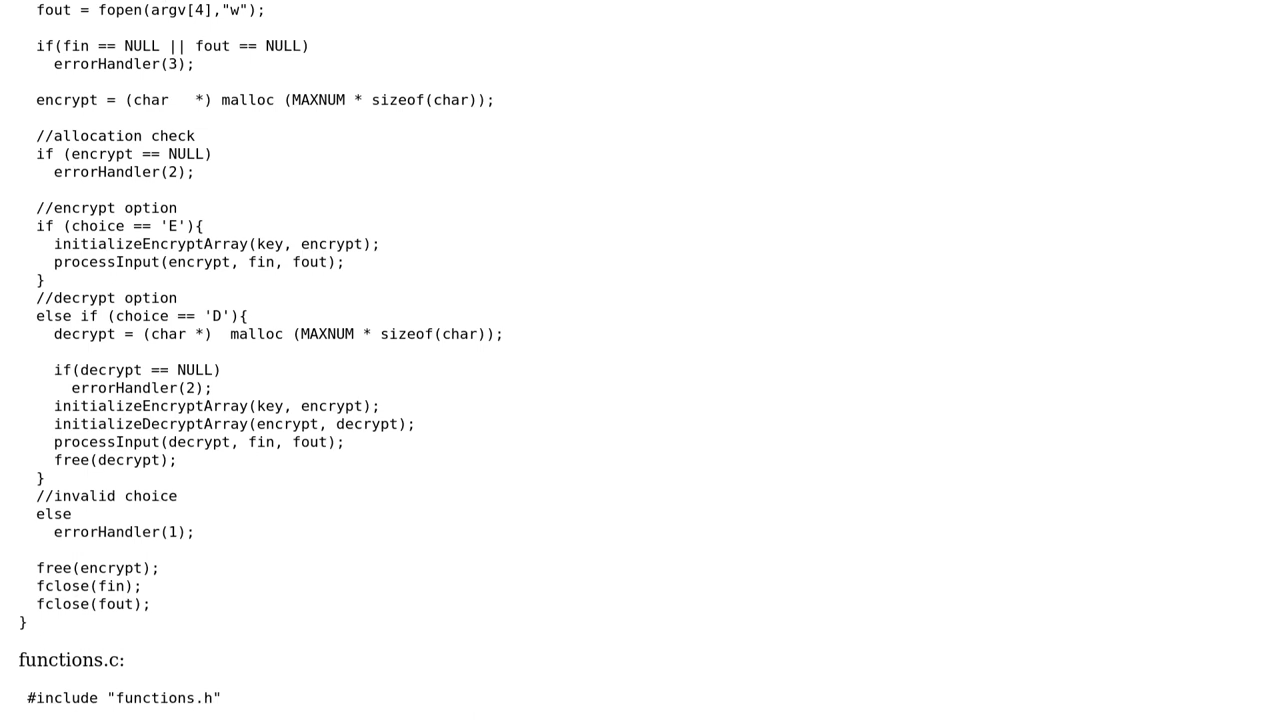 fout = fopen(argv[4],"w");
if(fin == NULL || fout == NULL)
errorHandler(3);
encrypt = (char   *) malloc (MAXNUM * sizeof(char));
//allocation check
if (encrypt == NULL)
errorHandler(2);
//encrypt option
if (choice == 'E'){
initializeEncryptArray(key, encrypt);
processInput(encrypt, fin, fout);
}
//decrypt option
else if (choice == 'D'){
decrypt = (char *)  malloc (MAXNUM * sizeof(char));
if(decrypt == NULL)
errorHandler(2);
initializeEncryptArray(key, encrypt);
initializeDecryptArray(encrypt, decrypt);
processInput(decrypt, fin, fout);
free(decrypt);
}
//invalid choice
else
errorHandler(1);
free(encrypt);
fclose(fin);
fclose(fout);
}
functions.c:
#include "functions.h"